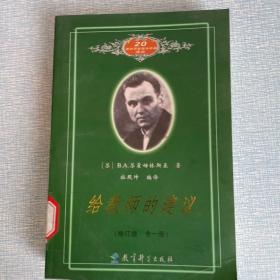 20
[苏] B.A.苏霍姆林斯基 著
杜殿坤 编译
给教师的建议
(修订版 全一册)
教育科学出版社